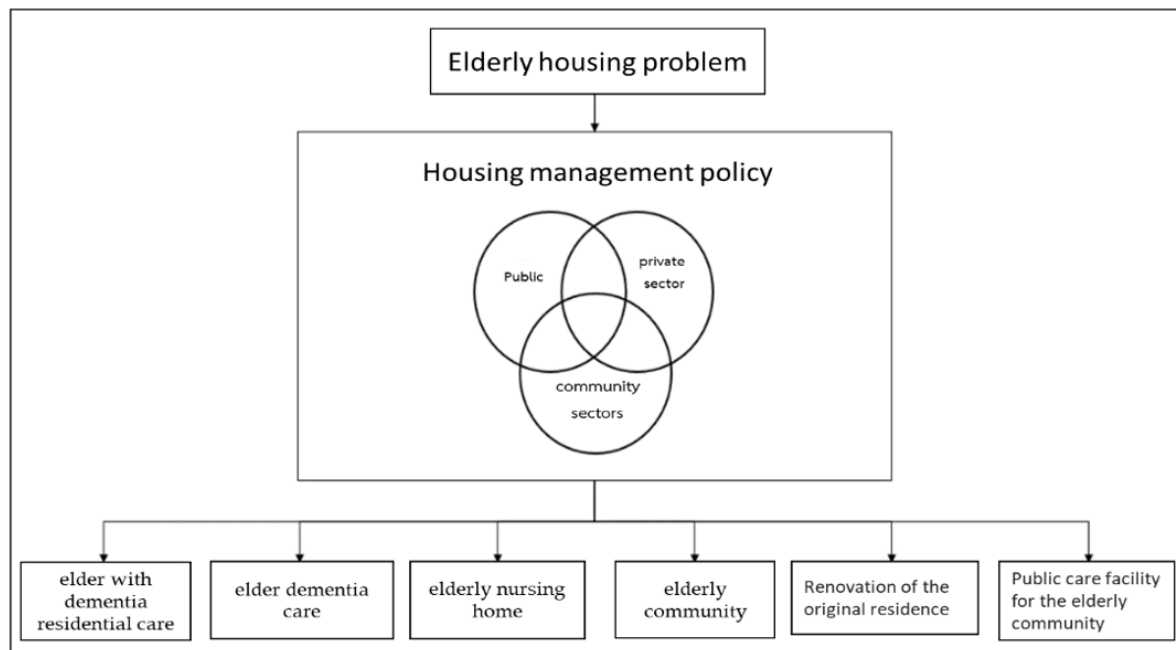 Elderly housing problem
Housing management policy
Public
private
sector
community
sectors
elder with
dementia
residential care
elder dementia
care
elderly nursing
home
elderly
community
Renovation of the
original residence
Public care facility
for the elderly
community